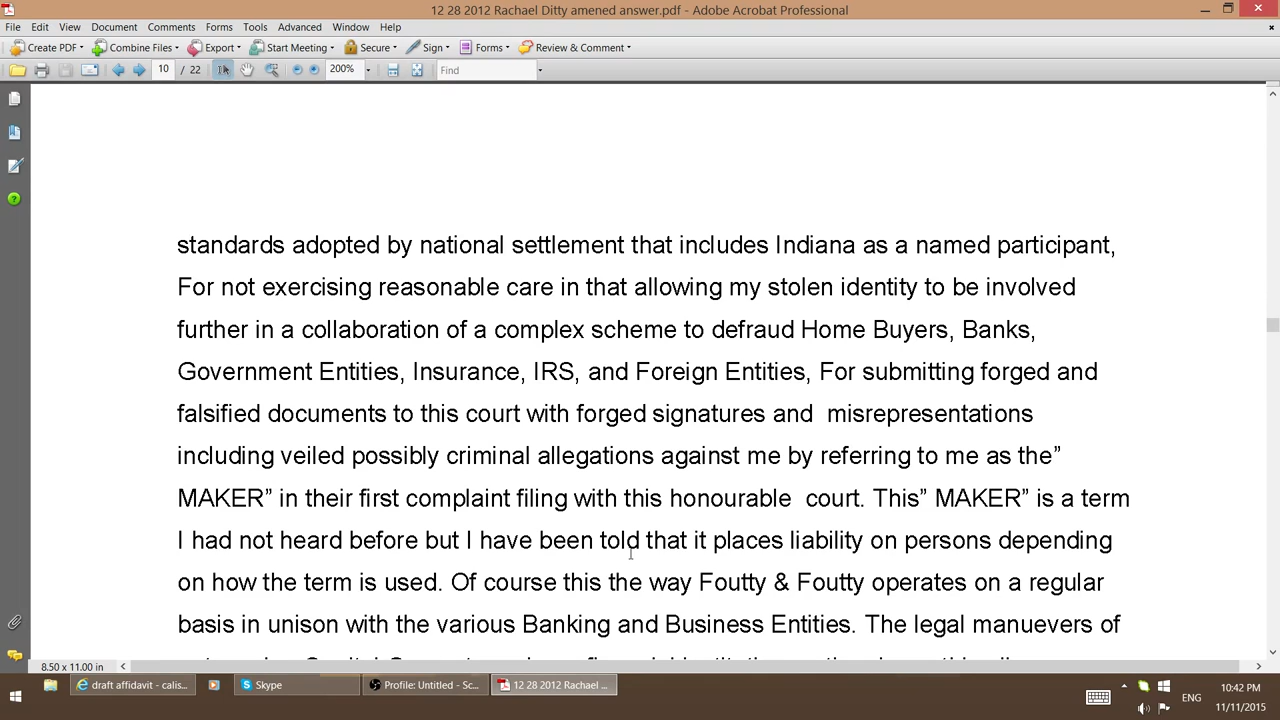 12 28 2012 Rachael Ditty amened answer.pdf - Adobe Acrobat Professional
File Edit View Document Comments Forms Tools Advanced Window Help
Create PDF Combine Files Export Start Meeting Secure Sign Forms Review & Comment
10 / 22 200% Find
standards adopted by national settlement that includes Indiana as a named participant,
For not exercising reasonable care in that allowing my stolen identity to be involved
further in a collaboration of a complex scheme to defraud Home Buyers, Banks,
Government Entities, Insurance, IRS, and Foreign Entities, For submitting forged and
falsified documents to this court with forged signatures and  misrepresentations
including veiled possibly criminal allegations against me by referring to me as the”
MAKER” in their first complaint filing with this honourable  court. This” MAKER” is a term
I had not heard before but I have been told that it places liability on persons depending
on how the term is used. Of course this the way Foutty & Foutty operates on a regular
basis in unison with the various Banking and Business Entities. The legal manuevers of
8.50 x 11.00 in
draft affidavit - calis... Skype Profile: Untitled - Sc... 12 28 2012 Rachael ...
ENG 10:42 PM
11/11/2015